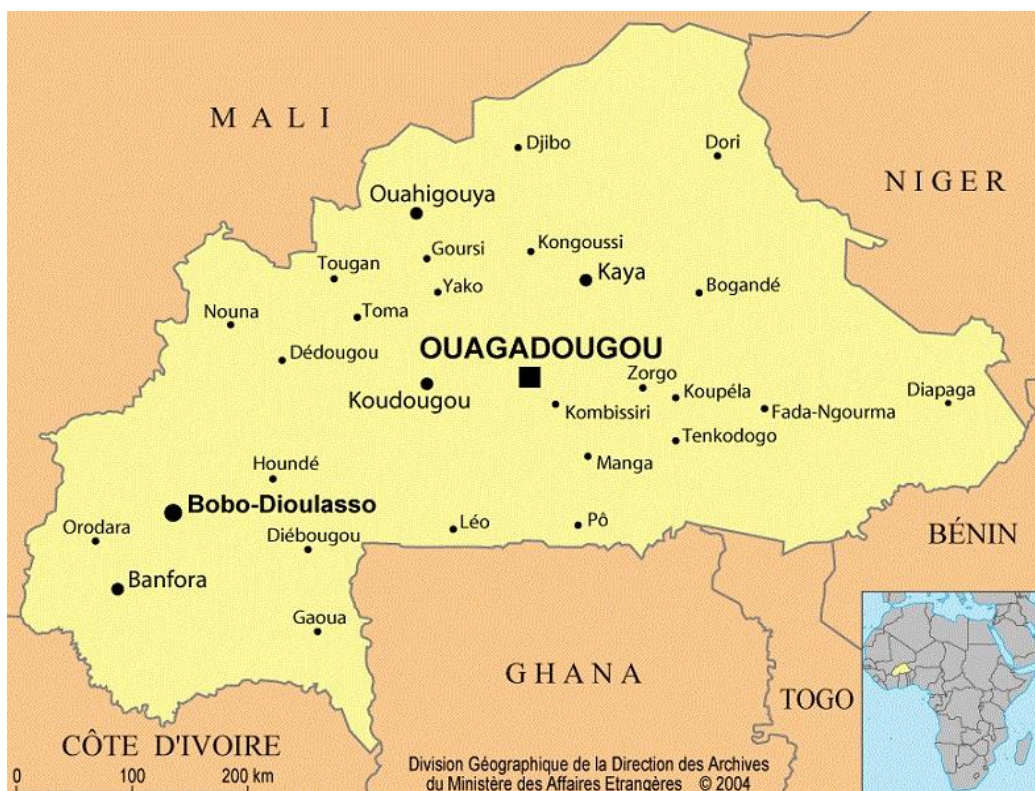 MALI
Djibo
Dori
NIGER
Ouahigouya
Goursi
Kongoussi
Tougan
Kaya
Yako
Bogandé
Nouna
Toma
Dédougou
OUAGADOUGOU
Zorgo
Koudougou
Koupéla
Diapaga
Kombissiri
Fada-Ngourma
Tenkodogo
Houndé
Manga
Bobo-Dioulasso
Orodara
Diébougou
Léo
Pô
BÉNIN
Banfora
Gaoua
GHANA
TOGO
CÔTE D'IVOIRE
0 100 200 km
Division Géographique de la Direction des Archives
du Ministère des Affaires Etrangères © 2004